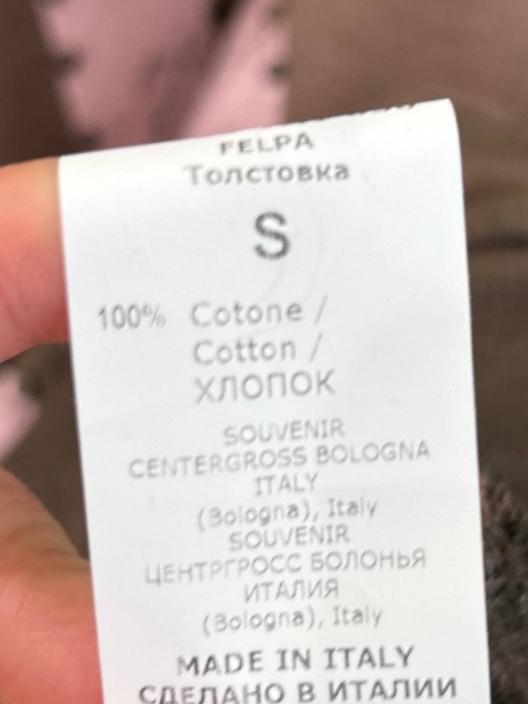 FELPA
Толстовка
S
100% Cotone /
Cotton /
ХЛОПОК
SOUVENIR
CENTERGROSS BOLOGNA
ITALY
(Bologna), Italy
SOUVENIR
ЦЕНТРГРОСС БОЛОНЬЯ
ИТАЛИЯ
(Bologna), Italy
MADE IN ITALY
СДЕЛАНО В ИТАЛИИ